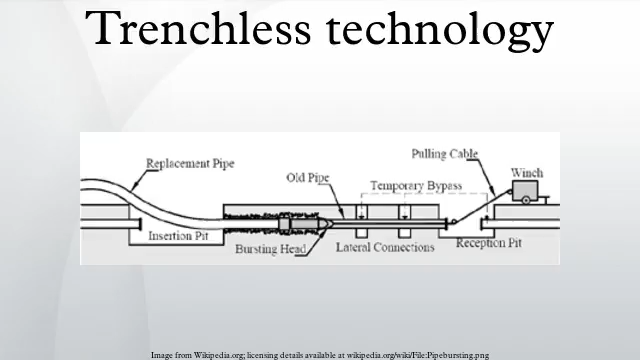 Trenchless technology
Pulling Cable
Replacement Pipe
Winch
Old Pipe
Temporary Bypass
Insertion Pit
Bursting Head
Lateral Connections
Reception Pit
Image from Wikipedia.org; licensing details available at wikipedia.org/wiki/File:Pipebursting.png